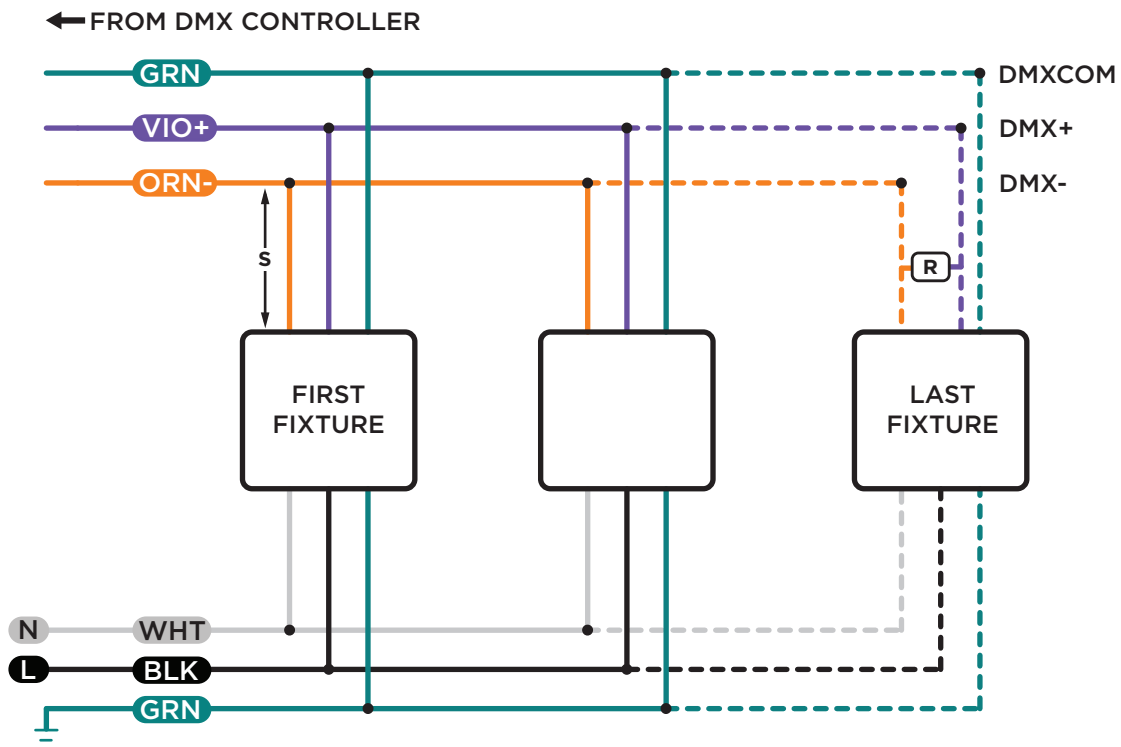 FROM DMX CONTROLLER
GRN
DMXCOM
VIO+
DMX+
ORN-
DMX-
S
R
FIRST
FIXTURE
LAST
FIXTURE
N
WHT
L
BLK
GRN